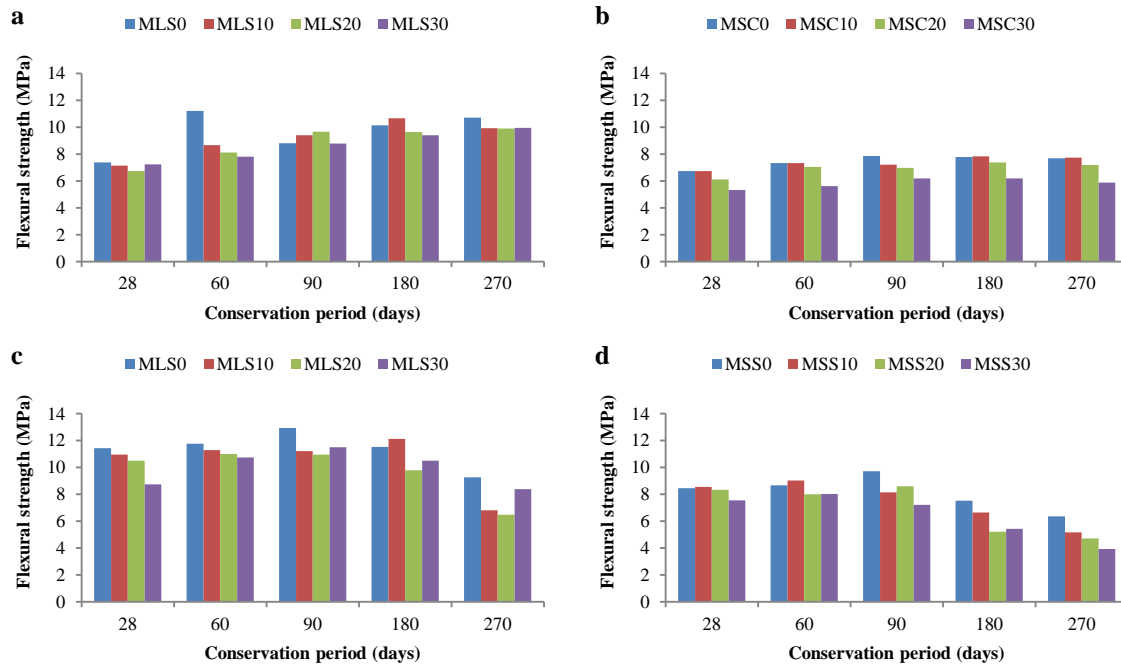 a
MLS0 MLS10 MLS20 MLS30
Flexural strength (MPa)
14
12
10
8
6
4
2
0
28 60 90 180 270
Conservation period (days)
b
MSC0 MSC10 MSC20 MSC30
Flexural strength (MPa)
14
12
10
8
6
4
2
0
28 60 90 180 270
Conservation period (days)
c
MLS0 MLS10 MLS20 MLS30
Flexural strength (MPa)
14
12
10
8
6
4
2
0
28 60 90 180 270
Conservation period (days)
d
MSS0 MSS10 MSS20 MSS30
Flexural strength (MPa)
14
12
10
8
6
4
2
0
28 60 90 180 270
Conservation period (days)